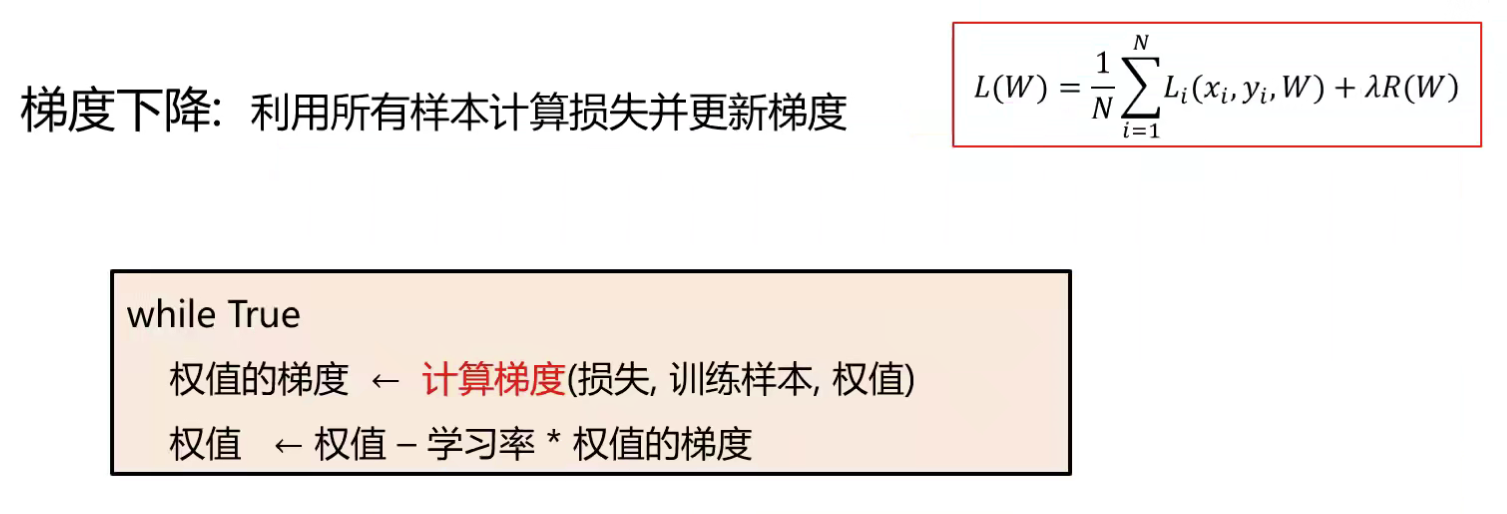 梯度下降: 利用所有样本计算损失并更新梯度
L(W) = \frac{1}{N} \sum_{i=1}^{N} L_i(x_i, y_i, W) + λR(W)
while True
权值的梯度 ← 计算梯度(损失, 训练样本, 权值)
权值 ← 权值 – 学习率 * 权值的梯度